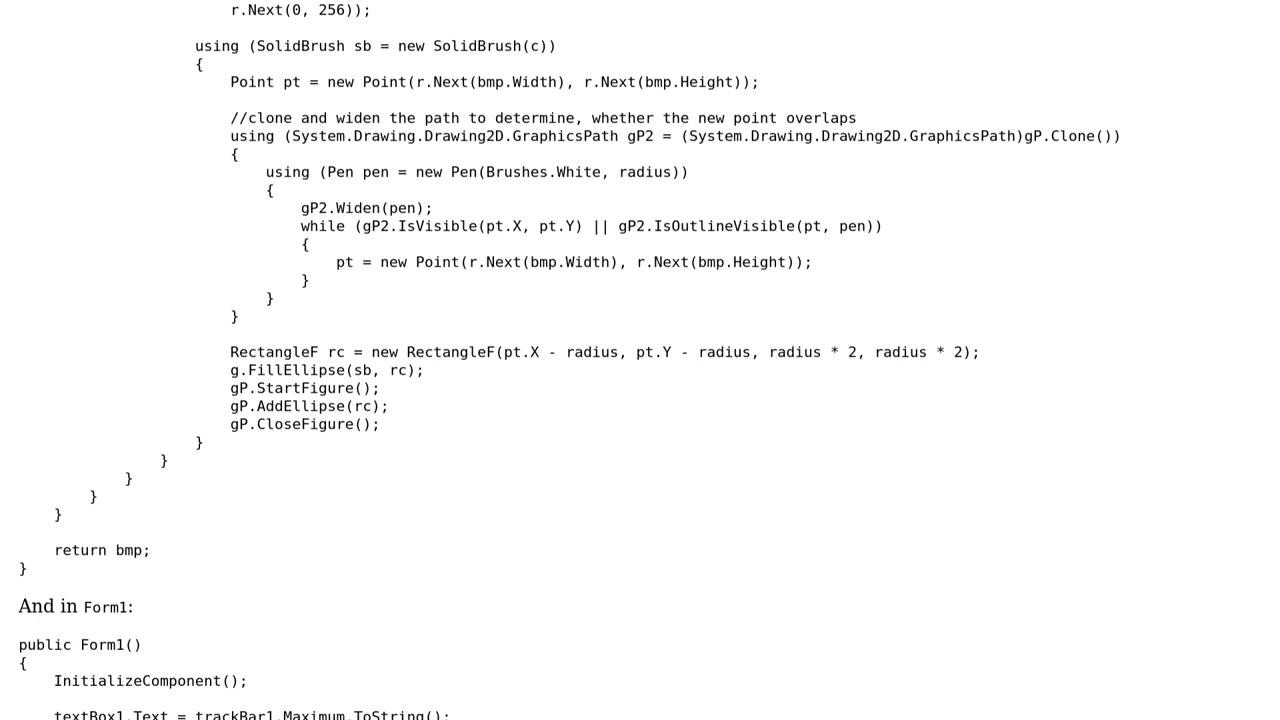 r.Next(0, 256));
using (SolidBrush sb = new SolidBrush(c))
{
Point pt = new Point(r.Next(bmp.Width), r.Next(bmp.Height));
//clone and widen the path to determine, whether the new point overlaps
using (System.Drawing.Drawing2D.GraphicsPath gP2 = (System.Drawing.Drawing2D.GraphicsPath)gP.Clone())
{
using (Pen pen = new Pen(Brushes.White, radius))
{
gP2.Widen(pen);
while (gP2.IsVisible(pt.X, pt.Y) || gP2.IsOutlineVisible(pt, pen))
{
pt = new Point(r.Next(bmp.Width), r.Next(bmp.Height));
}
}
}
RectangleF rc = new RectangleF(pt.X - radius, pt.Y - radius, radius * 2, radius * 2);
g.FillEllipse(sb, rc);
gP.StartFigure();
gP.AddEllipse(rc);
gP.CloseFigure();
}
}
}
}
}
return bmp;
}
And in Form1:
public Form1()
{
InitializeComponent();
textBox1.Text = trackBar1.Maximum.ToString();